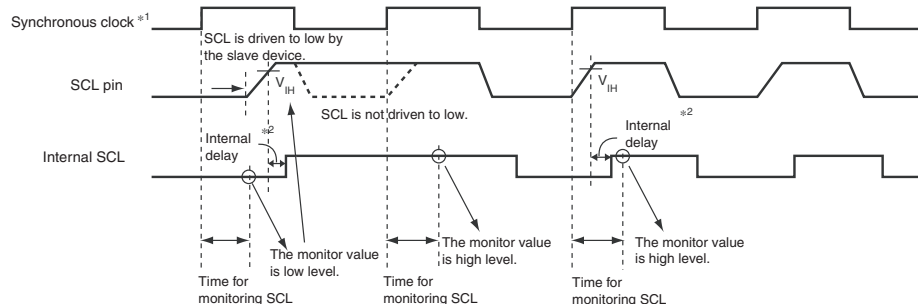 Synchronous clock *1
SCL is driven to low by
the slave device.
SCL pin
VIH
VIH
SCL is not driven to low.
*2
Internal
delay
*2
Internal
delay
Internal SCL
The monitor value
is low level.
The monitor value
is high level.
The monitor value
is high level.
Time for
monitoring SCL
Time for
monitoring SCL
Time for
monitoring SCL